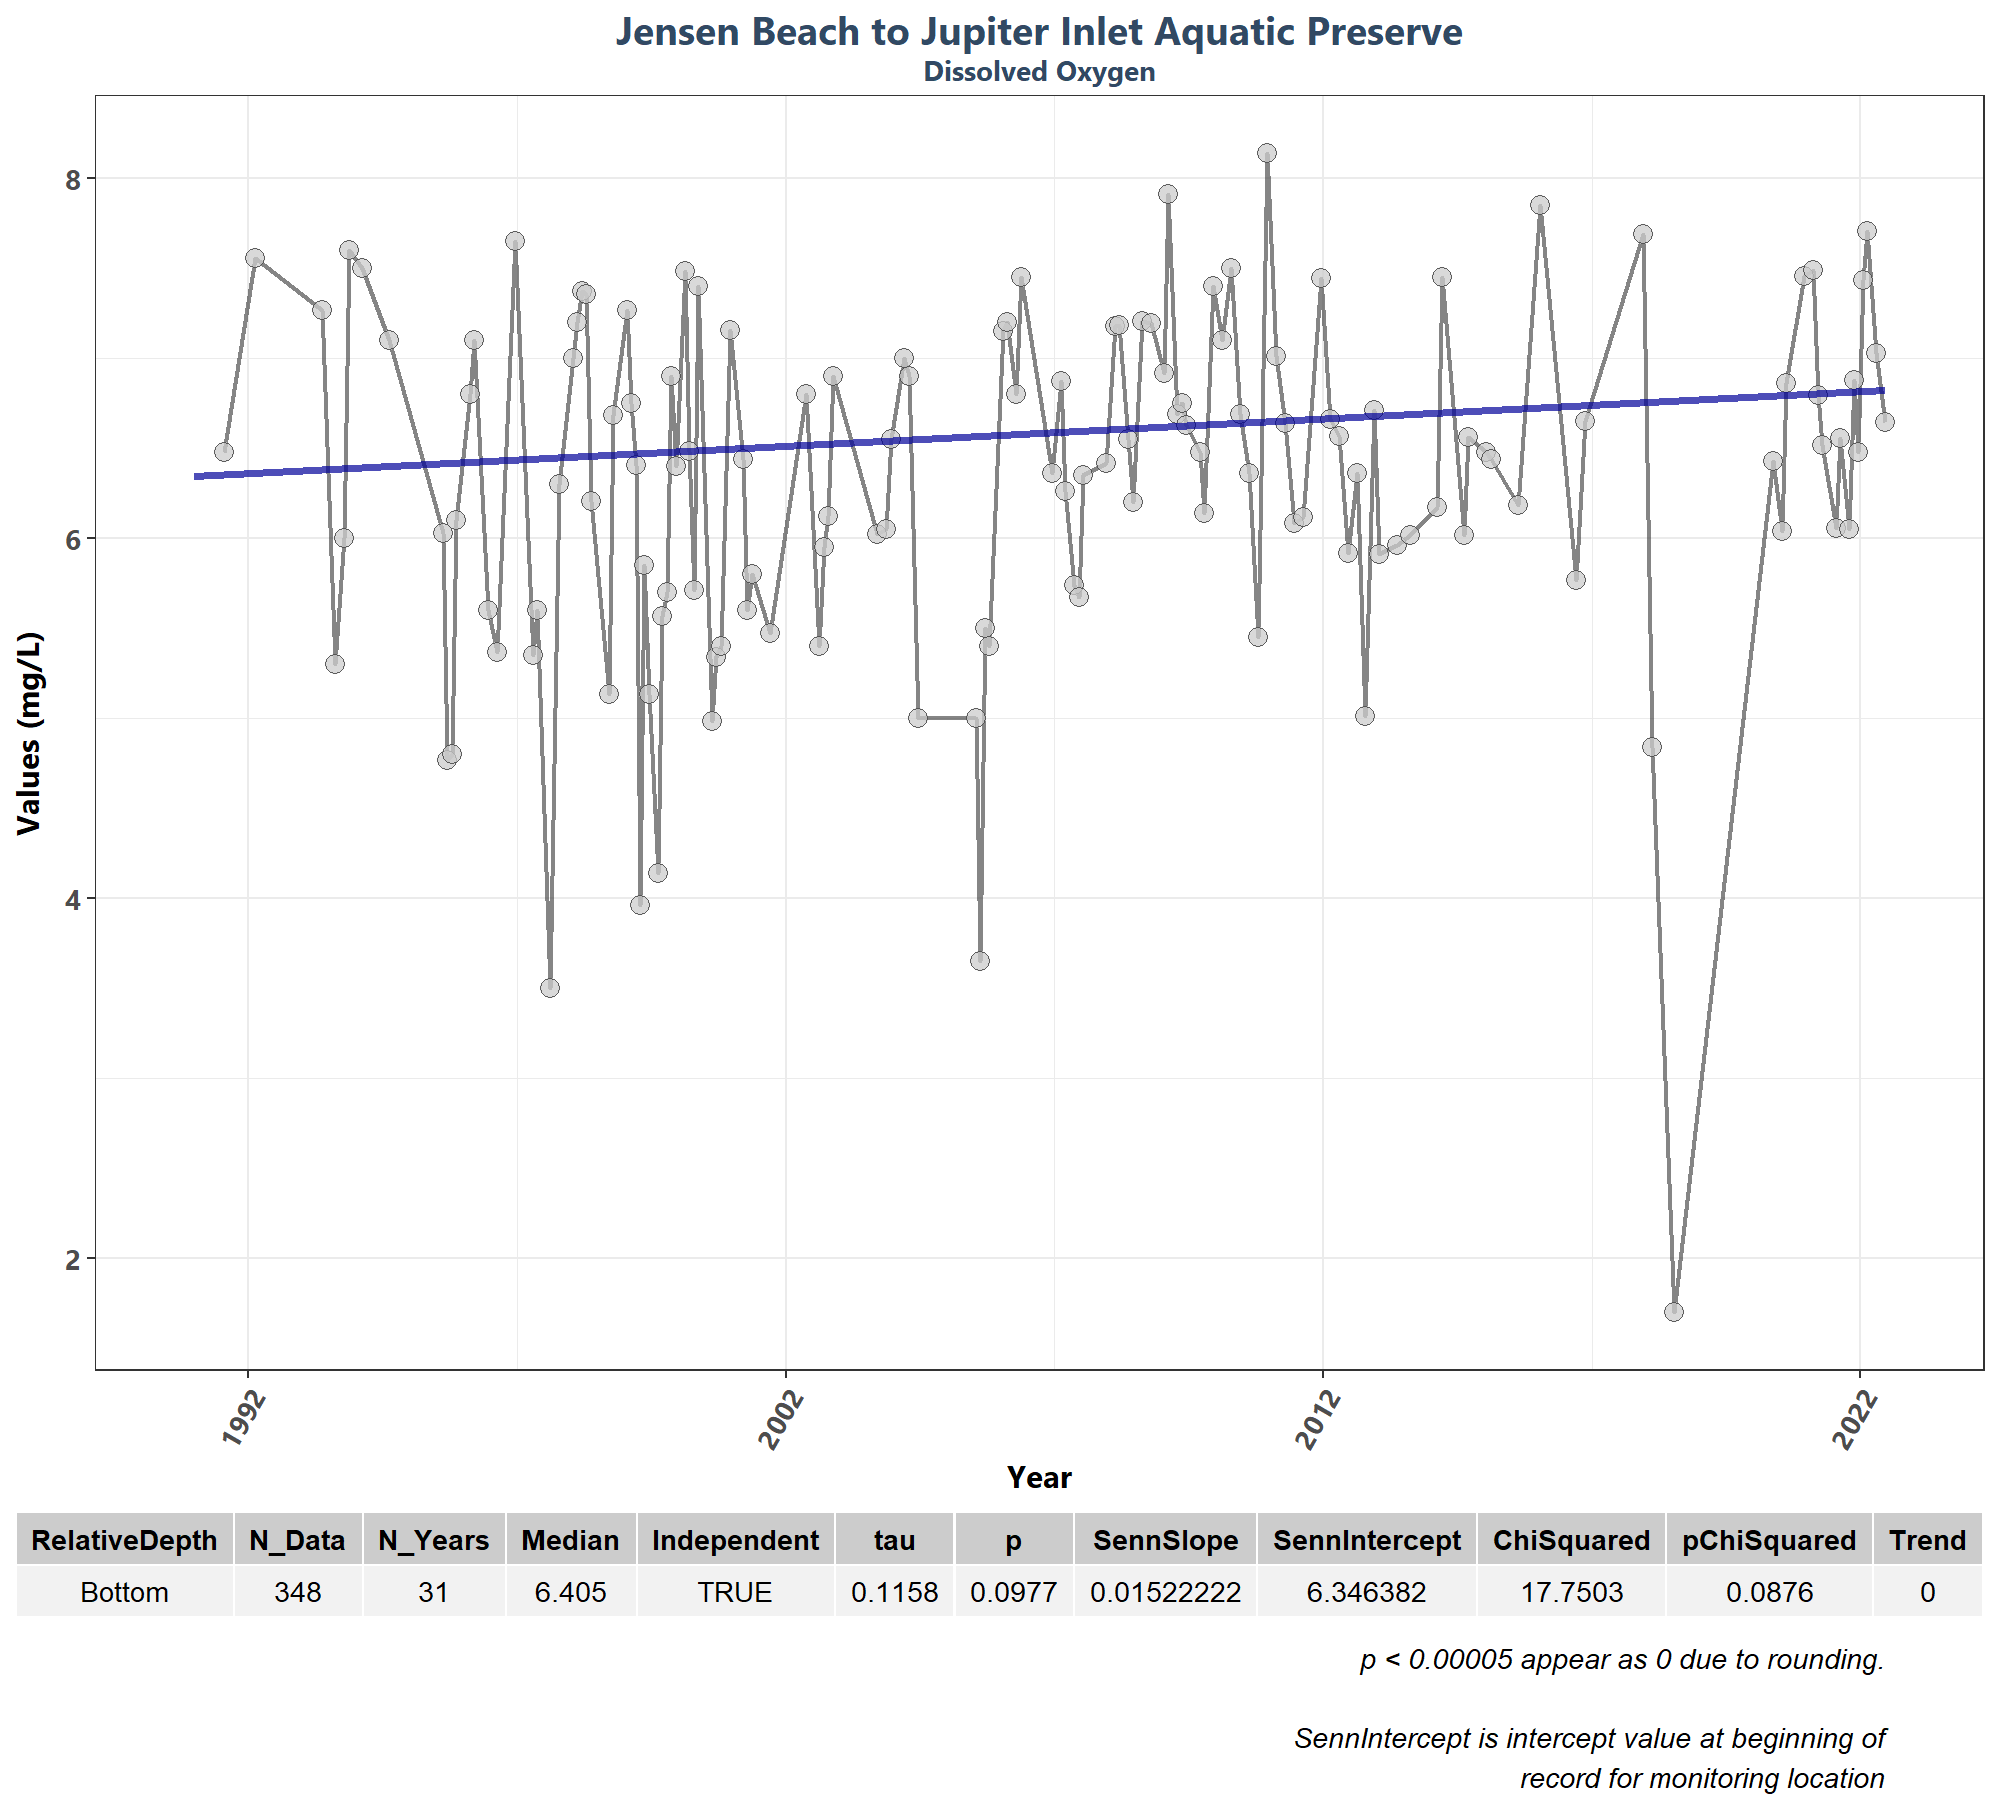 Jensen Beach to Jupiter Inlet Aquatic Preserve
Dissolved Oxygen
Values (mg/L)
8
6
4
2
1992 2002 2012 2022
Year
RelativeDepth N_Data N_Years Median Independent tau p SennSlope SennIntercept ChiSquared pChiSquared Trend
Bottom 348 31 6.405 TRUE 0.1158 0.0977 0.01522222 6.346382 17.7503 0.0876 0
p < 0.00005 appear as 0 due to rounding.
SennIntercept is intercept value at beginning of
record for monitoring location